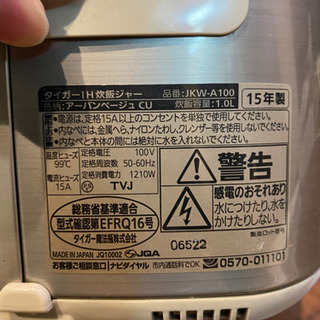 タイガーIH炊飯ジャー 品番:JKW-A100
色柄:アーバンベージュ CU 炊飯容量:1.0L
15年製
•電源は、定格15A以上のコンセントを単独で使用してください。
•内なべには、金属へら、ナイロンたわし、クレンザー等を使用しないでください。
•内なべと本体の間には絶対に水を入れないでください。
温度ヒューズ 99℃
電流ヒューズ 15A
定格電圧 100V
定格周波数 50-60Hz
定格消費電力 1210W
TVJ
警告
感電のおそれあり
水につけたり、水を
かけたりしない。
総務省基準適合
型式確認第EFRQ16号
タイガー魔法瓶株式会社
06522
製造ロット番号
MADE IN JAPAN JQ10002 JQA
お客様ご相談窓口 ナビダイヤル 市内通話料でOK 0570-011101